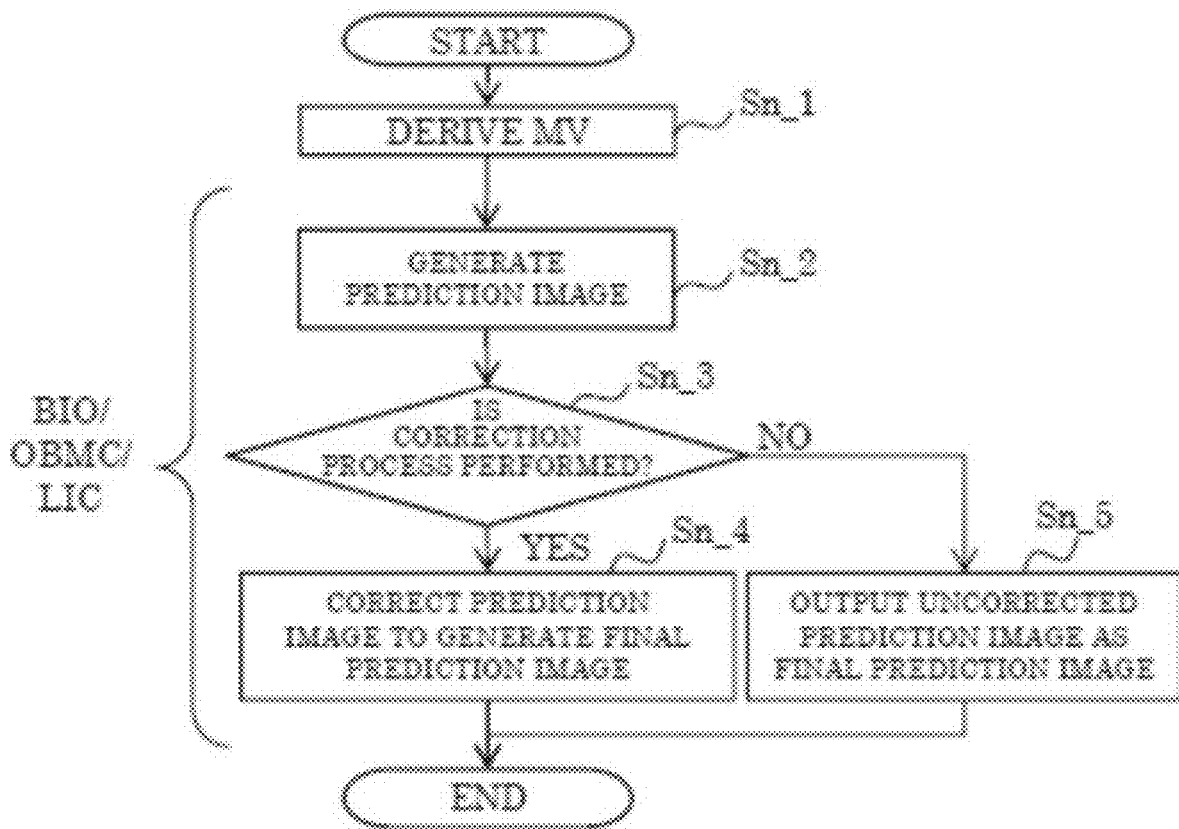 START
DERIVE MV
Sn_1
GENERATE
PREDICTION IMAGE
Sn_2
IS
CORRECTION
PROCESS PERFORMED?
Sn_3
NO
BIO/
OBMC/
LIC
YES
Sn_4
CORRECT PREDICTION
IMAGE TO GENERATE FINAL
PREDICTION IMAGE
Sn_5
OUTPUT UNCORRECTED
PREDICTION IMAGE AS
FINAL PREDICTION IMAGE
END